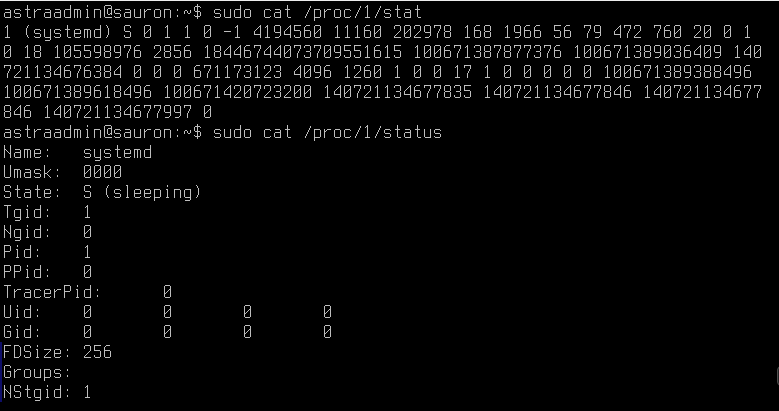 astraadmin@sauron:~$ sudo cat /proc/1/stat
1 (systemd) S 0 1 1 0 -1 4194560 11160 202978 168 1966 56 79 472 760 20 0 1
0 18 105598976 2856 18446744073709551615 100671387877376 100671389036409 140
721134676384 0 0 0 671173123 4096 1260 1 0 0 17 1 0 0 0 0 0 100671389388496
100671389618496 100671420723200 140721134677835 140721134677846 140721134677
846 140721134677997 0
astraadmin@sauron:~$ sudo cat /proc/1/status
Name:   systemd
Umask:  0000
State:  S (sleeping)
Tgid:   1
Ngid:   0
Pid:    1
PPid:   0
TracerPid:      0
Uid:    0       0       0       0
Gid:    0       0       0       0
FDSize: 256
Groups:
NStgid: 1